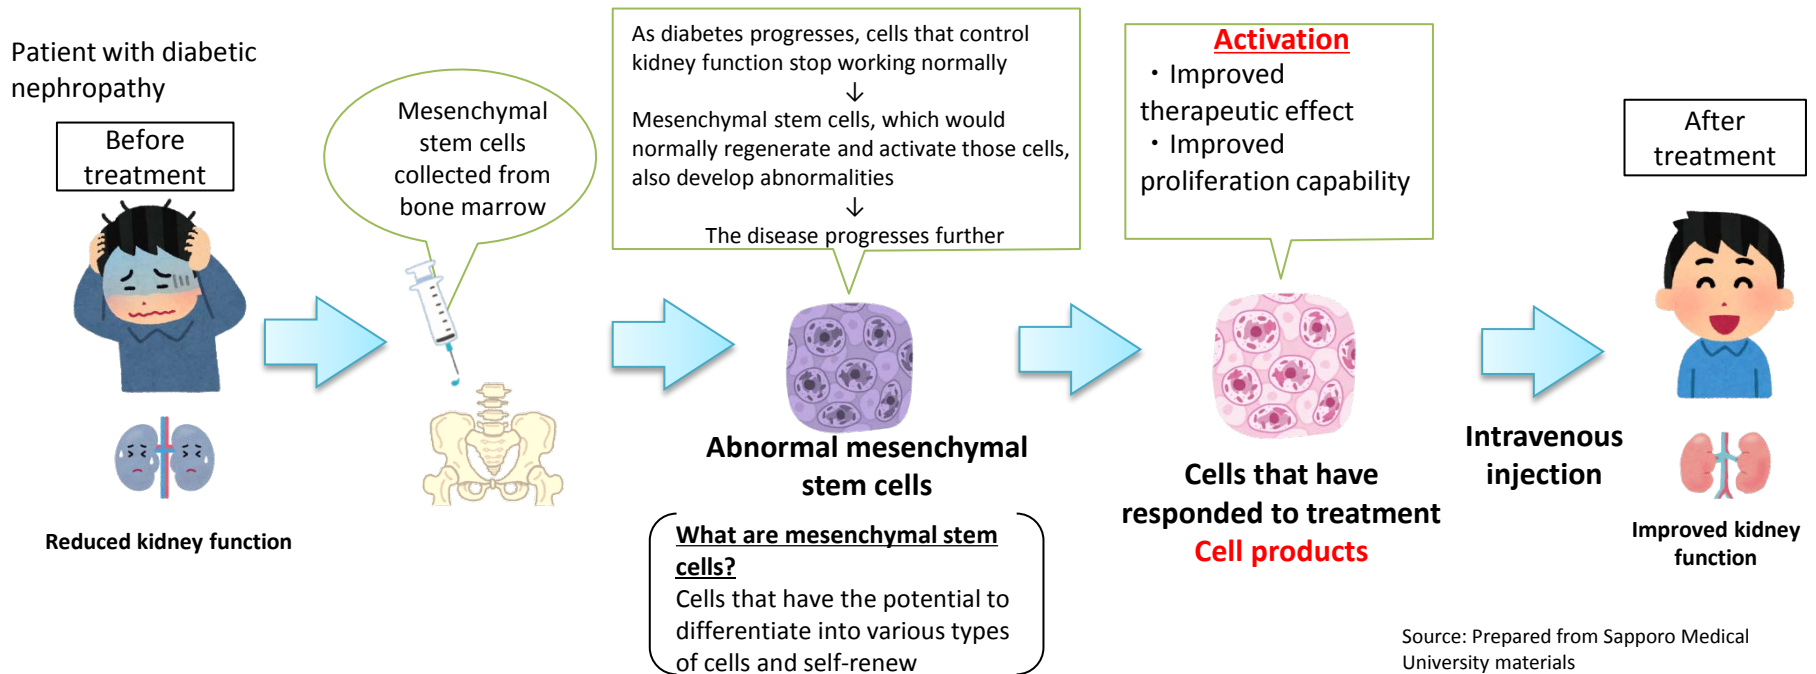 Patient with diabetic
nephropathy
Before
treatment
Reduced kidney function
Mesenchymal
stem cells
collected from
bone marrow
As diabetes progresses, cells that control
kidney function stop working normally
↓
Mesenchymal stem cells, which would
normally regenerate and activate those cells,
also develop abnormalities
↓
The disease progresses further
Abnormal mesenchymal
stem cells
What are mesenchymal stem
cells?
Cells that have the potential to
differentiate into various types
of cells and self-renew
Activation
・Improved
therapeutic effect
・Improved
proliferation capability
Cells that have
responded to treatment
Cell products
Intravenous
injection
After
treatment
Improved kidney
function
Source: Prepared from Sapporo Medical
University materials